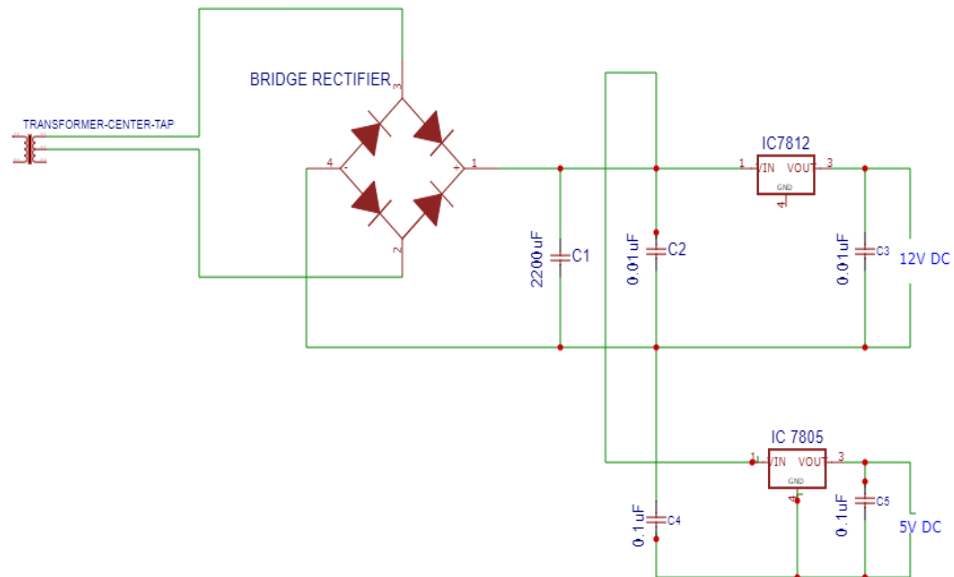 BRIDGE RECTIFIER
TRANSFORMER-CENTER-TAP
3
4
-
+
1
2
2200uF
C1
0.01uF
C2
IC7812
1
VIN
VOUT
3
GND
4
0.01uF
C3
12V DC
IC 7805
1
VIN
VOUT
3
GND
4
0.1uF
C4
0.1uF
C5
5V DC